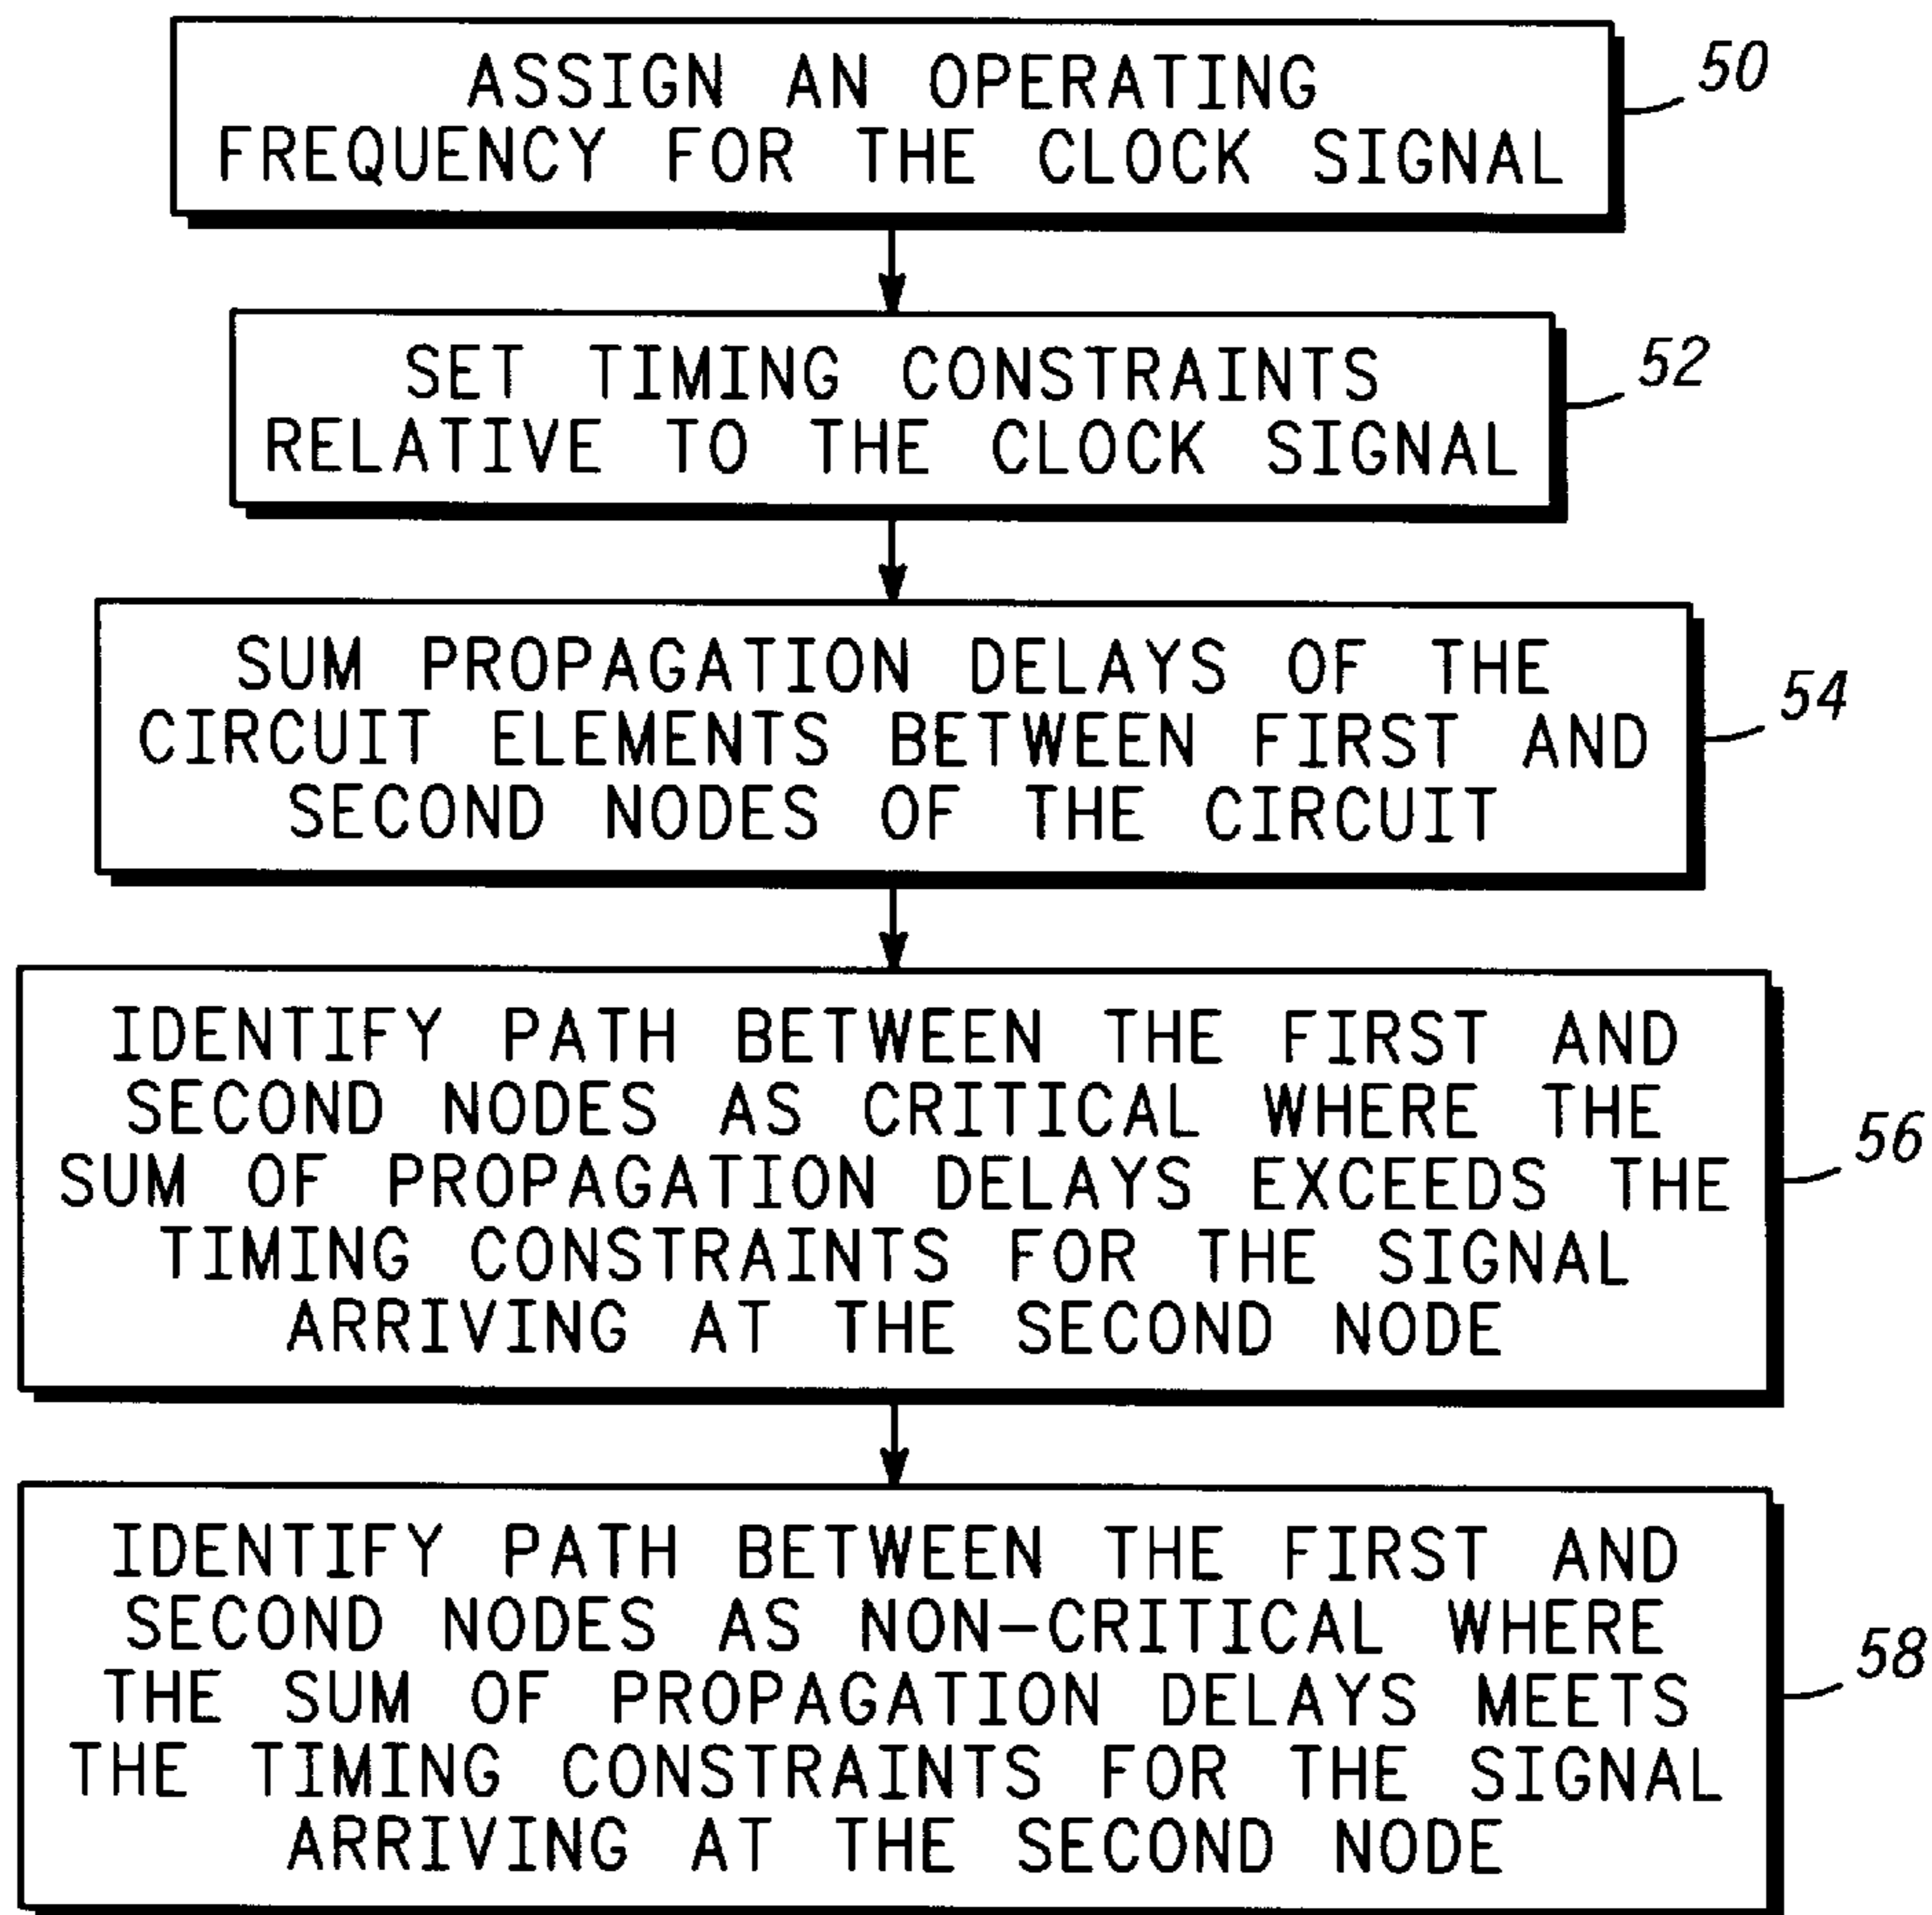 ASSIGN AN OPERATING
FREQUENCY FOR THE CLOCK SIGNAL
50
SET TIMING CONSTRAINTS
RELATIVE TO THE CLOCK SIGNAL
52
SUM PROPAGATION DELAYS OF THE
CIRCUIT ELEMENTS BETWEEN FIRST AND
SECOND NODES OF THE CIRCUIT
54
IDENTIFY PATH BETWEEN THE FIRST AND
SECOND NODES AS CRITICAL WHERE THE
SUM OF PROPAGATION DELAYS EXCEEDS THE
TIMING CONSTRAINTS FOR THE SIGNAL
ARRIVING AT THE SECOND NODE
56
IDENTIFY PATH BETWEEN THE FIRST AND
SECOND NODES AS NON-CRITICAL WHERE
THE SUM OF PROPAGATION DELAYS MEETS
THE TIMING CONSTRAINTS FOR THE SIGNAL
ARRIVING AT THE SECOND NODE
58